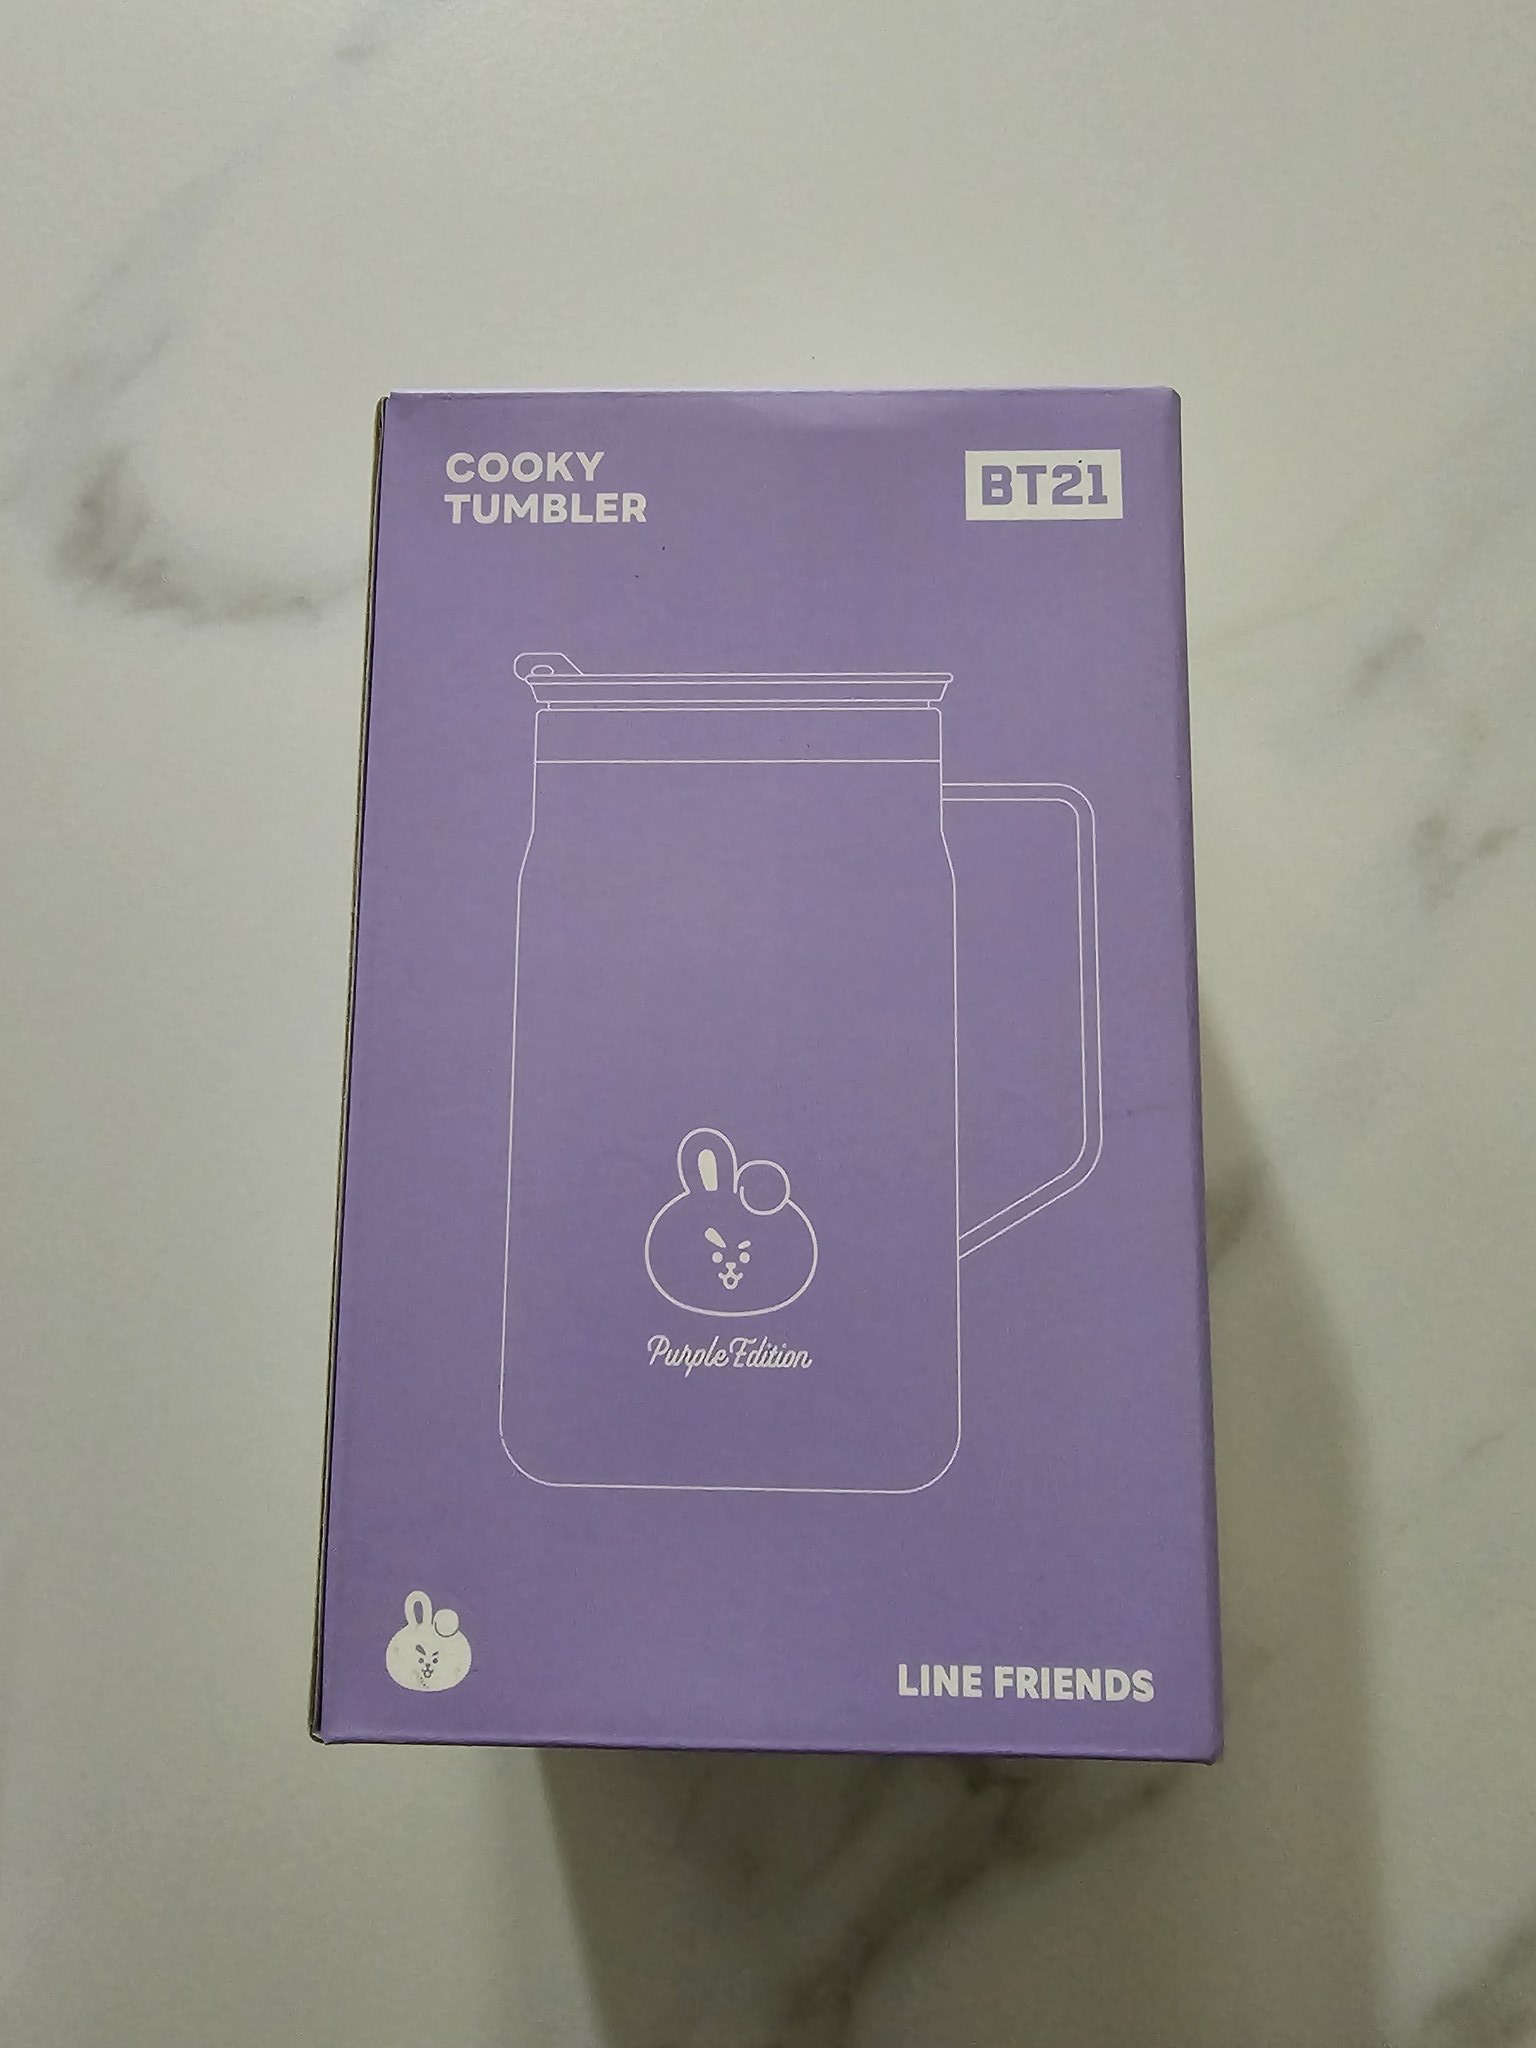 COOKY
TUMBLER
BT21
Purple Edition
LINE FRIENDS